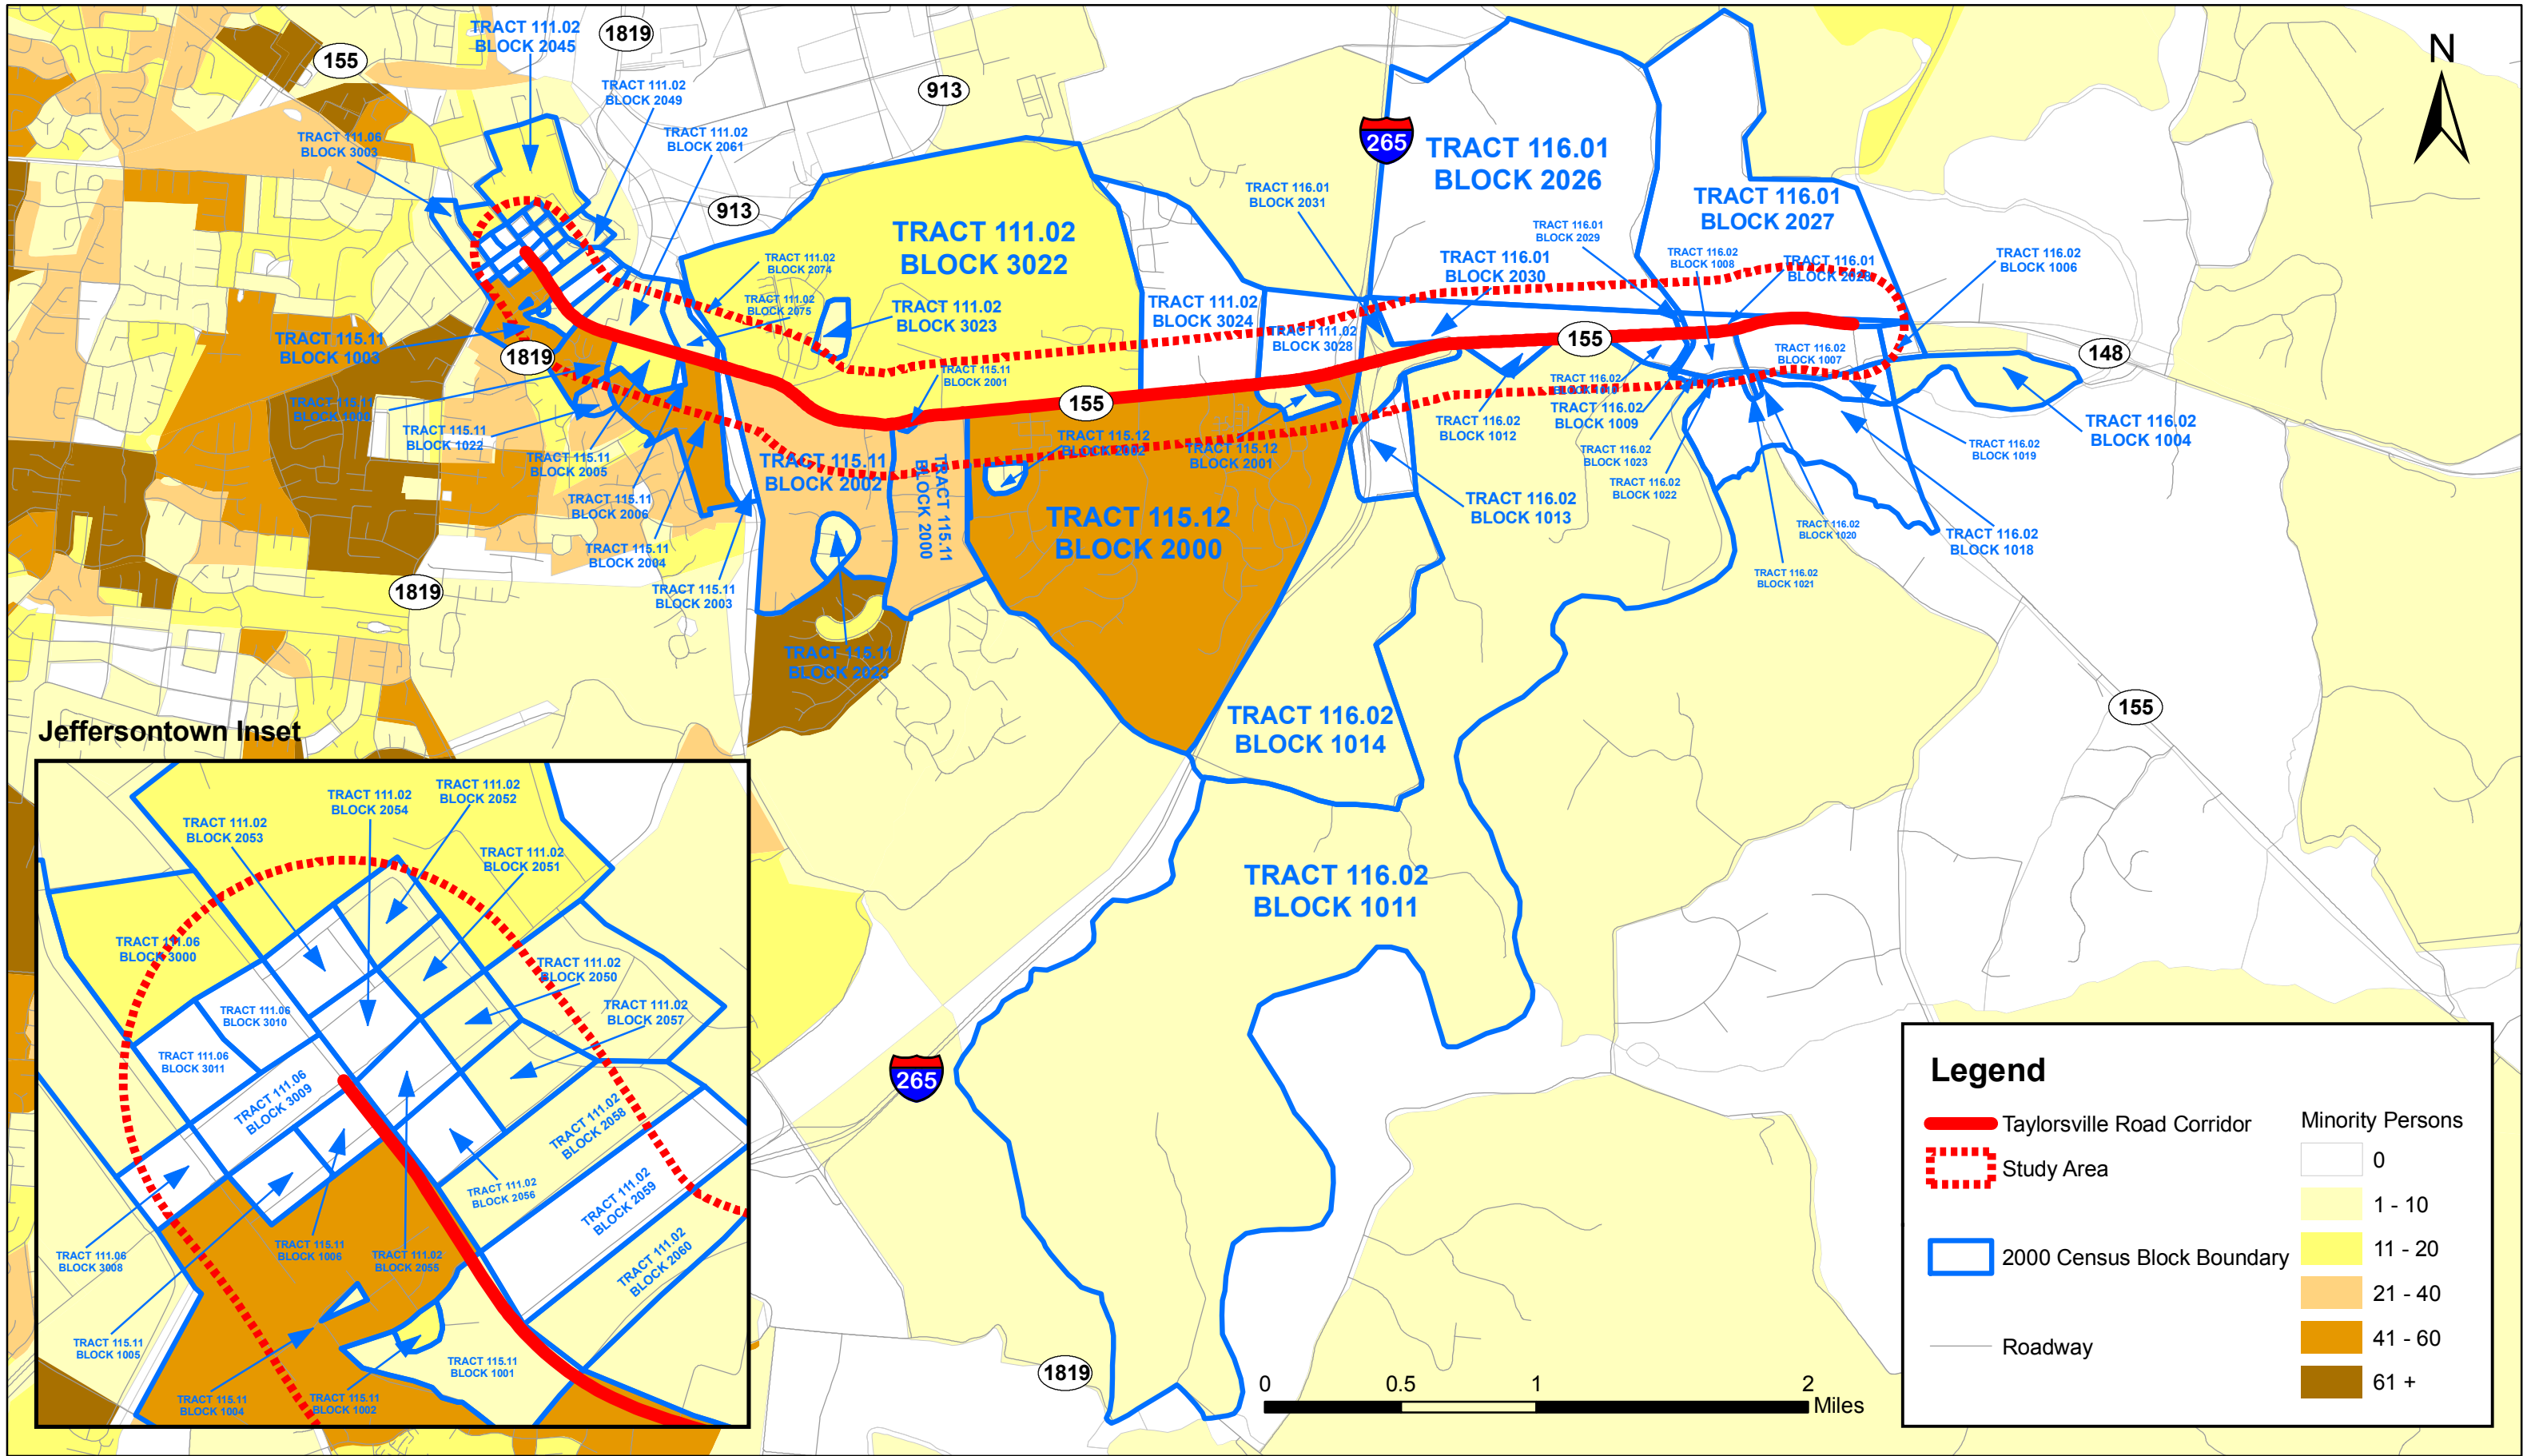 TRACT 111.02
BLOCK 2045
1819
155
TRACT 111.02
BLOCK 2049
913
N
TRACT 111.06
BLOCK 3003
TRACT 111.02
BLOCK 2061
265
TRACT 116.01
BLOCK 2026
TRACT 116.01
BLOCK 2031
TRACT 116.01
BLOCK 2027
913
TRACT 111.02
BLOCK 3022
TRACT 116.01
BLOCK 2029
TRACT 116.02
BLOCK 1008
TRACT 116.01
BLOCK 2028
TRACT 116.02
BLOCK 1006
TRACT 111.02
BLOCK 2074
TRACT 116.01
BLOCK 2030
TRACT 111.02
BLOCK 2075
TRACT 111.02
BLOCK 3023
TRACT 111.02
BLOCK 3024
TRACT 111.02
BLOCK 3028
155
TRACT 115.11
BLOCK 1003
1819
TRACT 116.02
BLOCK 1007
148
TRACT 115.11
BLOCK 2001
TRACT 116.02
TRACT 115.11
BLOCK 1000
155
TRACT 116.02
BLOCK 1009
TRACT 116.02
BLOCK 1012
TRACT 116.02
BLOCK 1004
TRACT 115.11
BLOCK 1022
TRACT 115.12
BLOCK 2002
TRACT 115.12
BLOCK 2001
TRACT 116.02
BLOCK 1023
TRACT 116.02
BLOCK 1019
TRACT 115.11
BLOCK 2005
TRACT 115.11
BLOCK 2002
TRACT 115.11
BLOCK 2000
TRACT 116.02
BLOCK 1022
TRACT 115.11
BLOCK 2006
TRACT 115.12
BLOCK 2000
TRACT 116.02
BLOCK 1013
TRACT 116.02
BLOCK 1020
TRACT 116.02
BLOCK 1018
TRACT 115.11
BLOCK 2004
TRACT 116.02
BLOCK 1021
1819
TRACT 115.11
BLOCK 2003
TRACT 115.11
BLOCK 2023
155
TRACT 116.02
BLOCK 1014
TRACT 116.02
BLOCK 1011
265
1819
Jeffersontown Inset
TRACT 111.02
BLOCK 2052
TRACT 111.02
BLOCK 2054
TRACT 111.02
BLOCK 2053
TRACT 111.02
BLOCK 2051
TRACT 111.06
BLOCK 3000
TRACT 111.02
BLOCK 2050
TRACT 111.06
BLOCK 3010
TRACT 111.02
BLOCK 2057
TRACT 111.06
BLOCK 3011
TRACT 111.06
BLOCK 3009
TRACT 111.02
BLOCK 2058
TRACT 111.02
BLOCK 2056
TRACT 111.02
BLOCK 2059
TRACT 111.06
BLOCK 3008
TRACT 115.11
BLOCK 1006
TRACT 111.02
BLOCK 2055
TRACT 111.02
BLOCK 2060
TRACT 115.11
BLOCK 1005
TRACT 115.11
BLOCK 1001
TRACT 115.11
BLOCK 1004
TRACT 115.11
BLOCK 1002
0 0.5 1 2
Miles
Legend
Taylorsville Road Corridor
Study Area
2000 Census Block Boundary
Roadway
Minority Persons
0
1 - 10
11 - 20
21 - 40
41 - 60
61 +